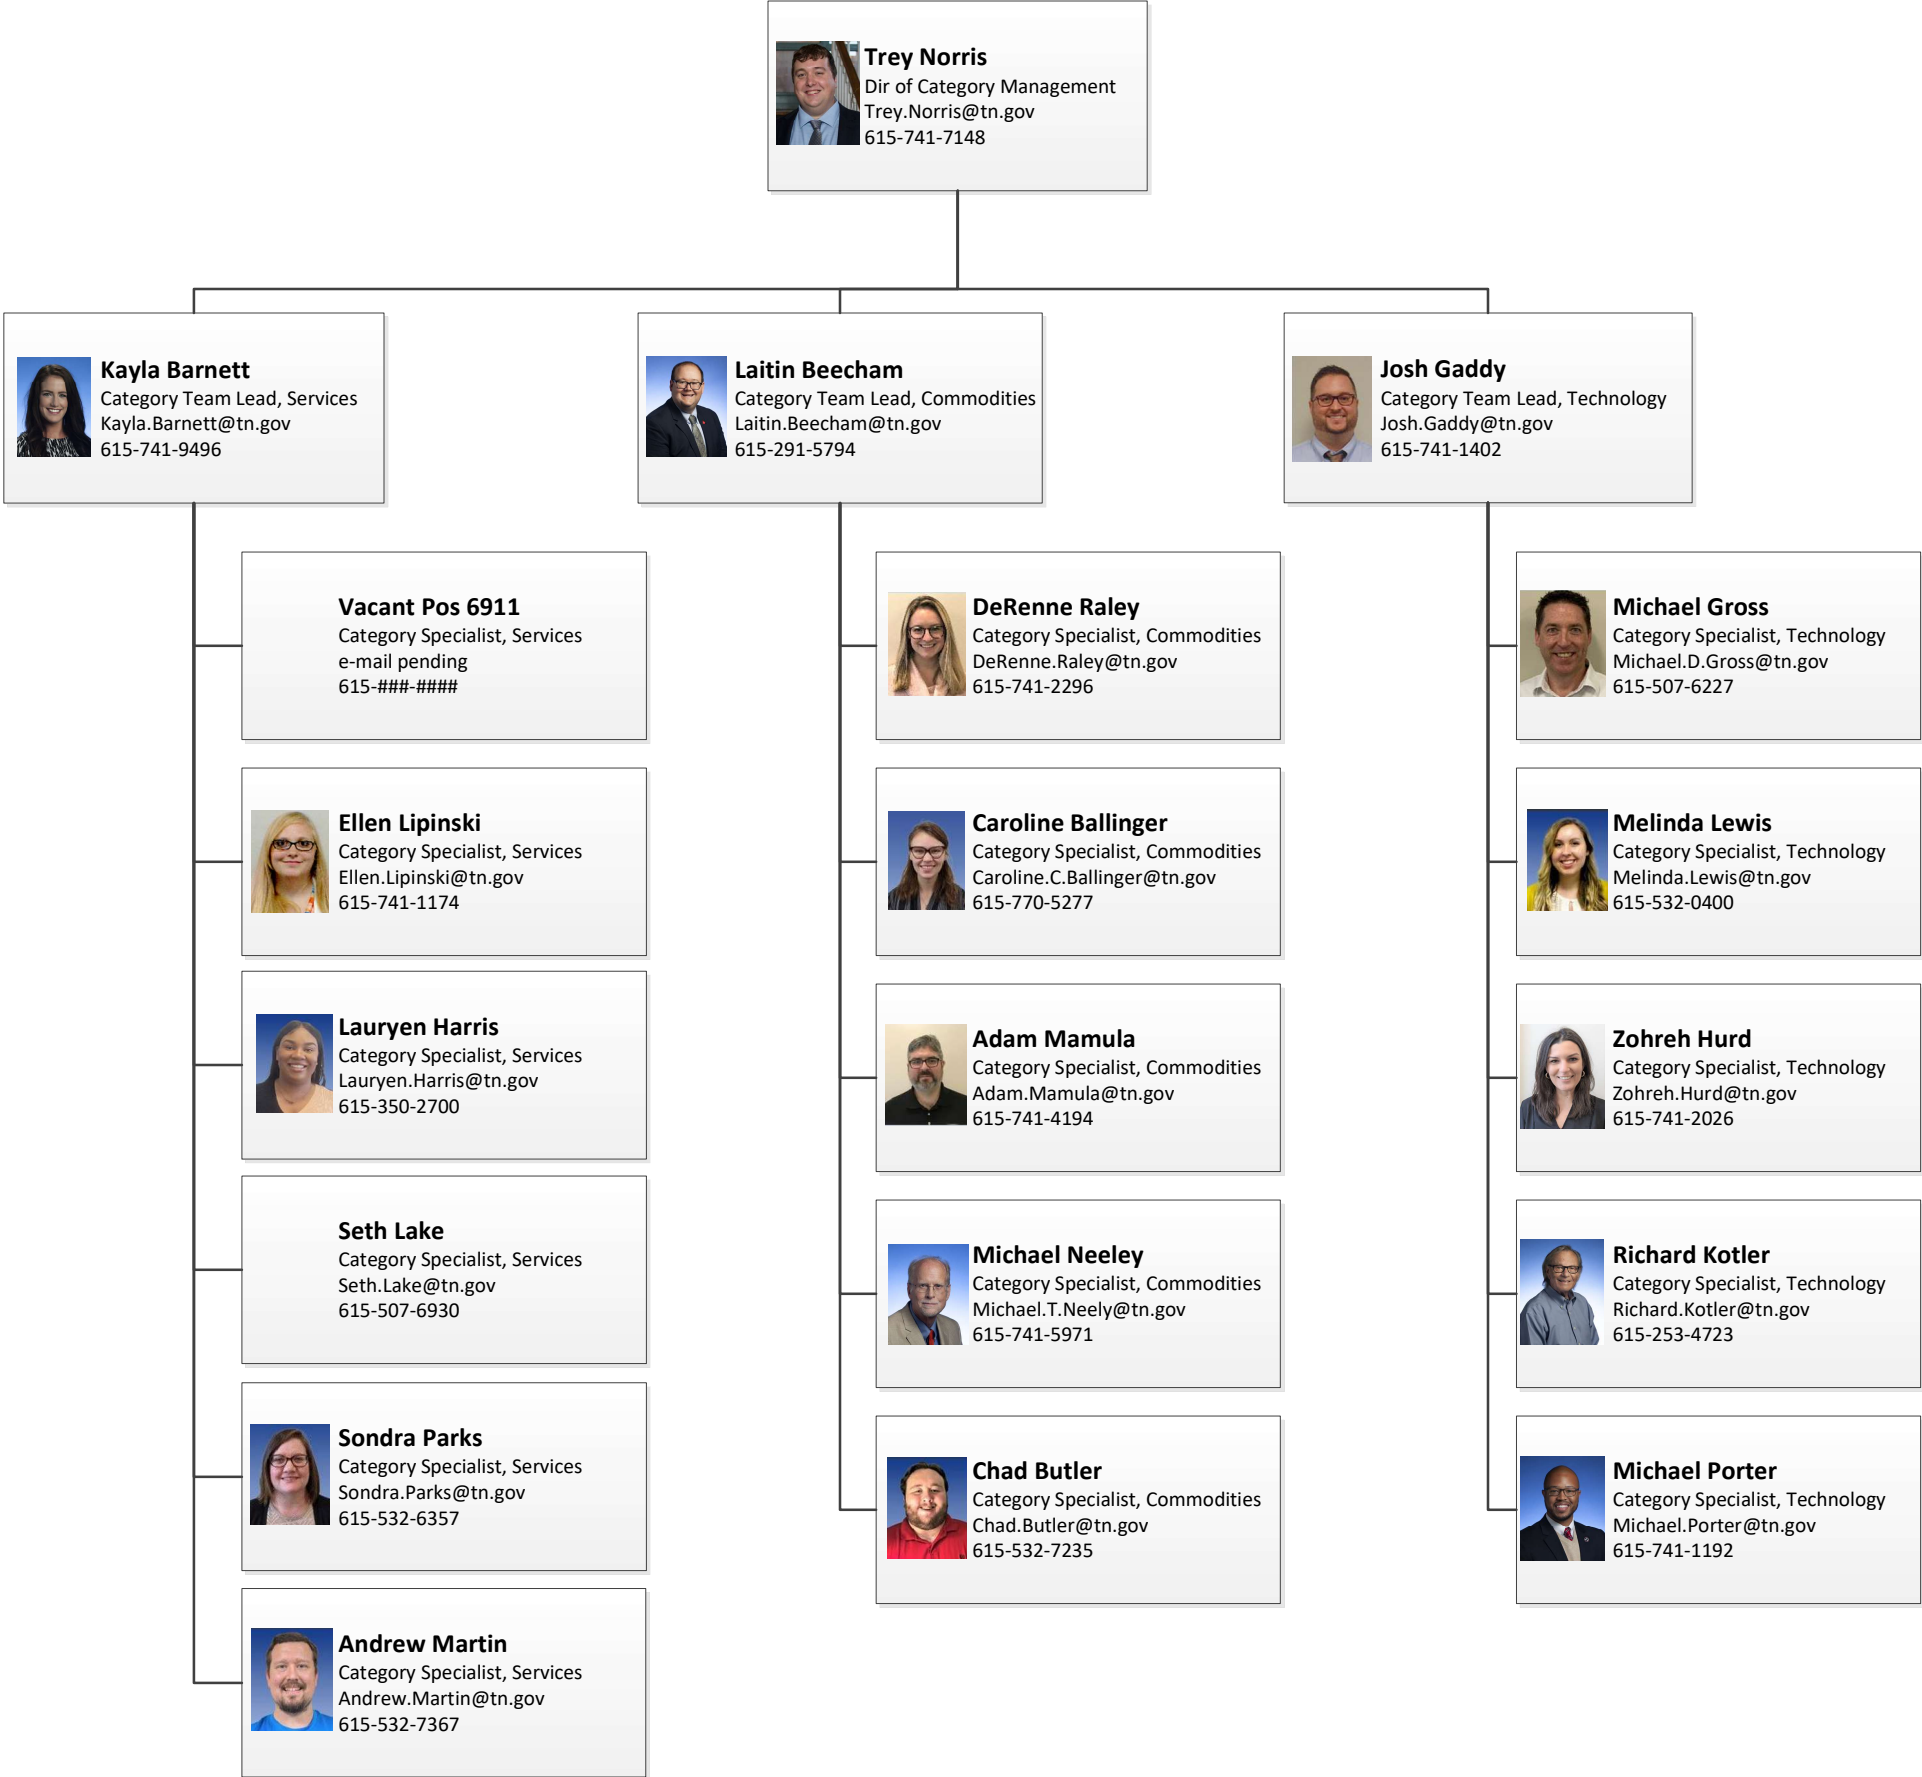 Trey Norris
Dir of Category Management
Trey.Norris@tn.gov
615-741-7148
Kayla Barnett
Category Team Lead, Services
Kayla.Barnett@tn.gov
615-741-9496
Laitin Beecham
Category Team Lead, Commodities
Laitin.Beecham@tn.gov
615-291-5794
Josh Gaddy
Category Team Lead, Technology
Josh.Gaddy@tn.gov
615-741-1402
Vacant Pos 6911
Category Specialist, Services
e-mail pending
615-###-####
Ellen Lipinski
Category Specialist, Services
Ellen.Lipinski@tn.gov
615-741-1174
Lauryen Harris
Category Specialist, Services
Lauryen.Harris@tn.gov
615-350-2700
Seth Lake
Category Specialist, Services
Seth.Lake@tn.gov
615-507-6930
Sondra Parks
Category Specialist, Services
Sondra.Parks@tn.gov
615-532-6357
Andrew Martin
Category Specialist, Services
Andrew.Martin@tn.gov
615-532-7367
DeRenne Raley
Category Specialist, Commodities
DeRenne.Raley@tn.gov
615-741-2296
Caroline Ballinger
Category Specialist, Commodities
Caroline.C.Ballinger@tn.gov
615-770-5277
Adam Mamula
Category Specialist, Commodities
Adam.Mamula@tn.gov
615-741-4194
Michael Neeley
Category Specialist, Commodities
Michael.T.Neely@tn.gov
615-741-5971
Chad Butler
Category Specialist, Commodities
Chad.Butler@tn.gov
615-532-7235
Michael Gross
Category Specialist, Technology
Michael.D.Gross@tn.gov
615-507-6227
Melinda Lewis
Category Specialist, Technology
Melinda.Lewis@tn.gov
615-532-0400
Zohreh Hurd
Category Specialist, Technology
Zohreh.Hurd@tn.gov
615-741-2026
Richard Kotler
Category Specialist, Technology
Richard.Kotler@tn.gov
615-253-4723
Michael Porter
Category Specialist, Technology
Michael.Porter@tn.gov
615-741-1192